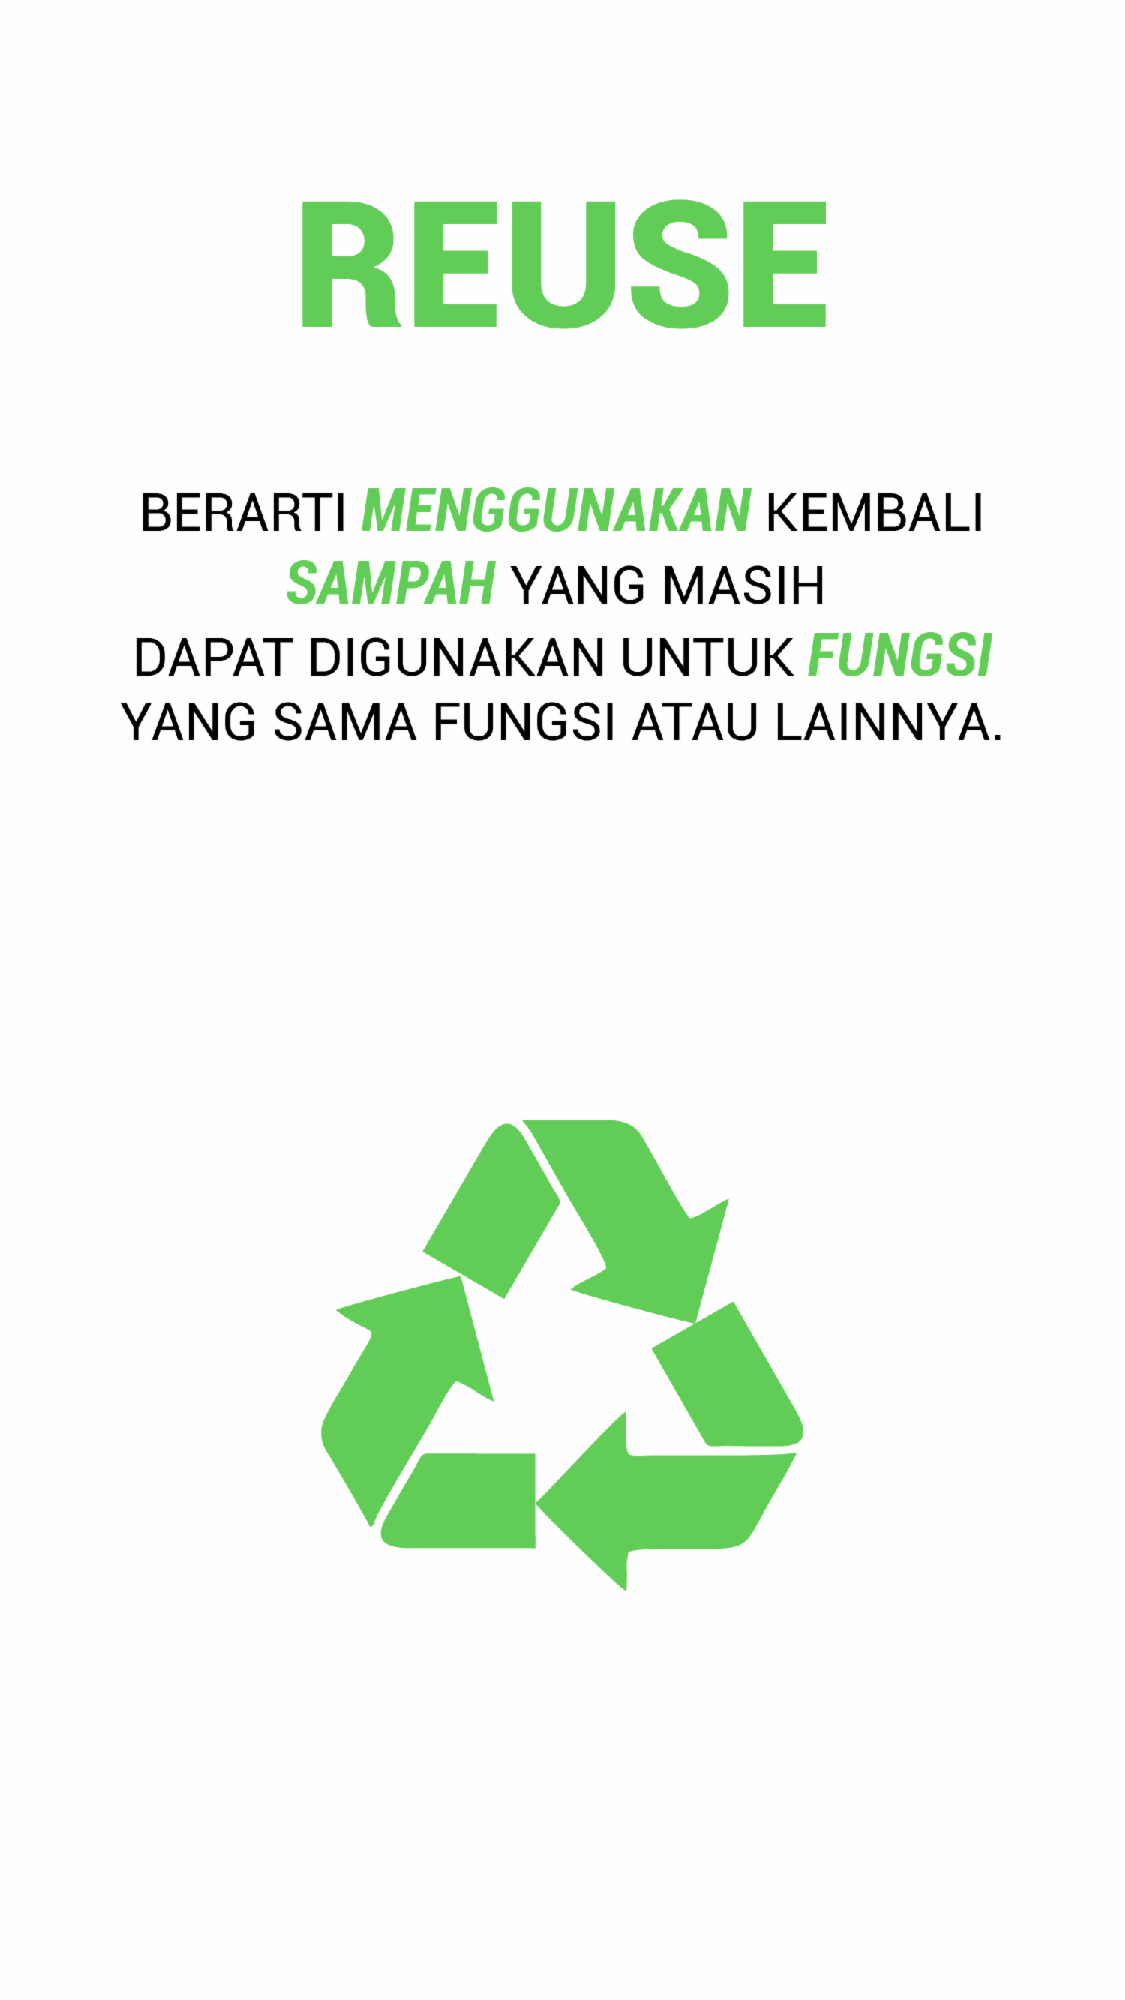 REUSE
BERARTI MENGGUNAKAN KEMBALI
SAMPAH YANG MASIH
DAPAT DIGUNAKAN UNTUK FUNGSI
YANG SAMA FUNGSI ATAU LAINNYA.